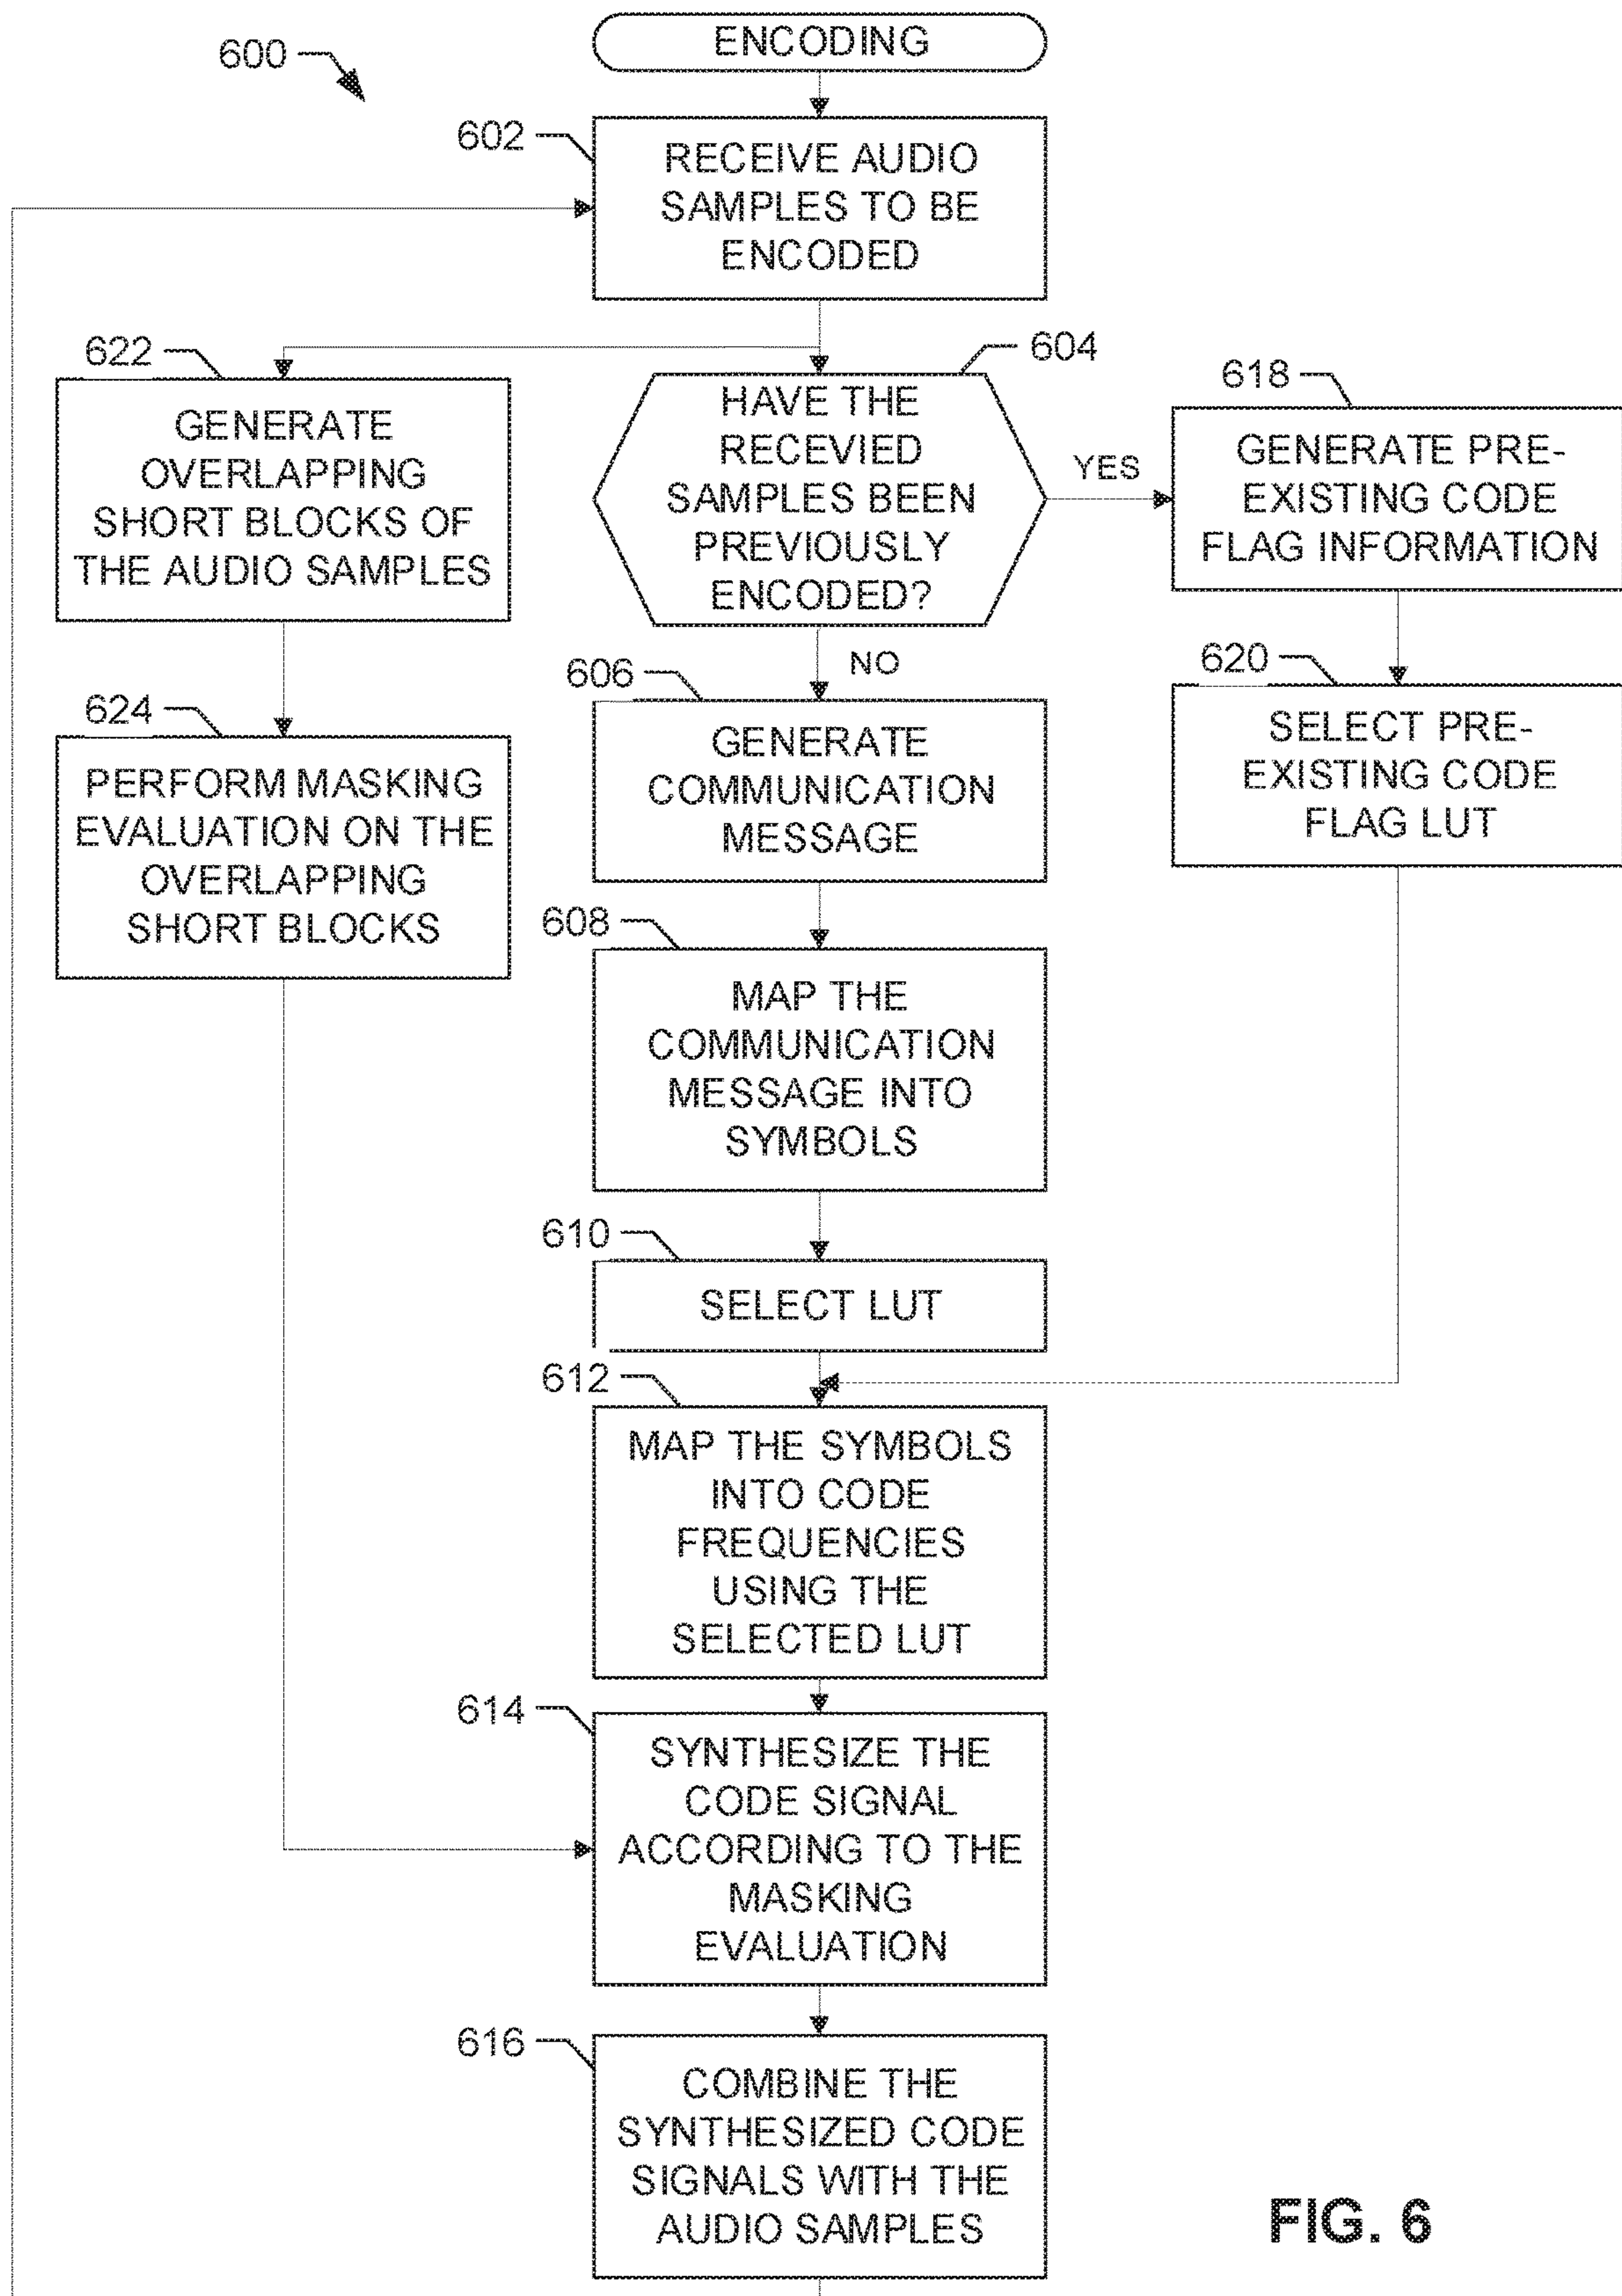 ENCODING
600
602
RECEIVE AUDIO
SAMPLES TO BE
ENCODED
622
GENERATE
OVERLAPPING
SHORT BLOCKS OF
THE AUDIO SAMPLES
604
HAVE THE
RECEVIED
SAMPLES BEEN
PREVIOUSLY
ENCODED?
YES
NO
618
GENERATE PRE-
EXISTING CODE
FLAG INFORMATION
620
SELECT PRE-
EXISTING CODE
FLAG LUT
624
PERFORM MASKING
EVALUATION ON THE
OVERLAPPING
SHORT BLOCKS
606
GENERATE
COMMUNICATION
MESSAGE
608
MAP THE
COMMUNICATION
MESSAGE INTO
SYMBOLS
610
SELECT LUT
612
MAP THE SYMBOLS
INTO CODE
FREQUENCIES
USING THE
SELECTED LUT
614
SYNTHESIZE THE
CODE SIGNAL
ACCORDING TO THE
MASKING
EVALUATION
616
COMBINE THE
SYNTHESIZED CODE
SIGNALS WITH THE
AUDIO SAMPLES
FIG. 6